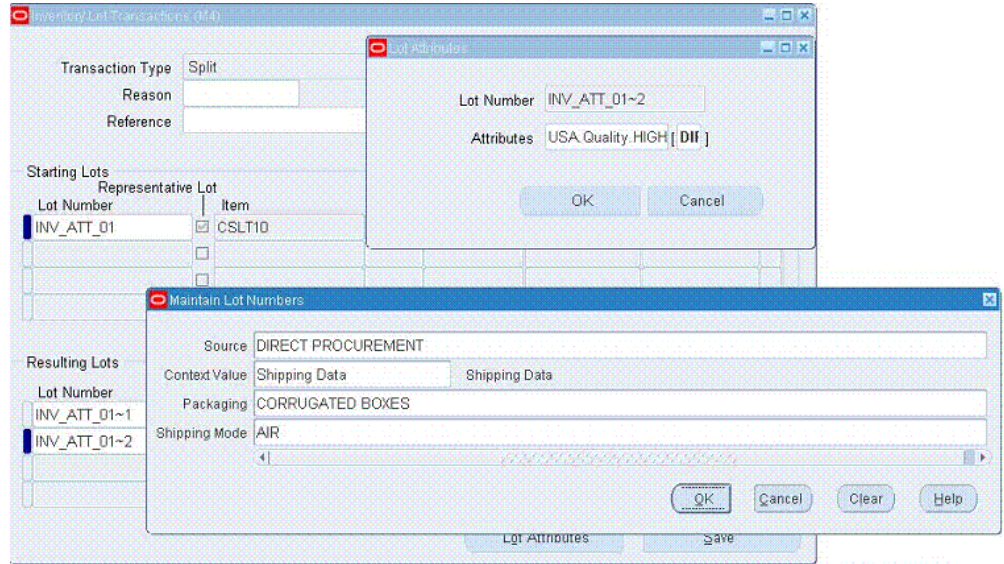 Inventory Lot Transactions (M4)
Transaction Type Split
Reason
Reference
Starting Lots
Representative Lot
Lot Number Item
INV_ATT_01 CSLT10
Resulting Lots
Lot Number
INV_ATT_01~1
INV_ATT_01~2
Lot Attributes Save
Lot Attributes
Lot Number INV_ATT_01~2
Attributes USA.Quality.HIGH [ DIF ]
OK Cancel
Maintain Lot Numbers
Source DIRECT PROCUREMENT
Context Value Shipping Data Shipping Data
Packaging CORRUGATED BOXES
Shipping Mode AIR
OK Cancel Clear Help